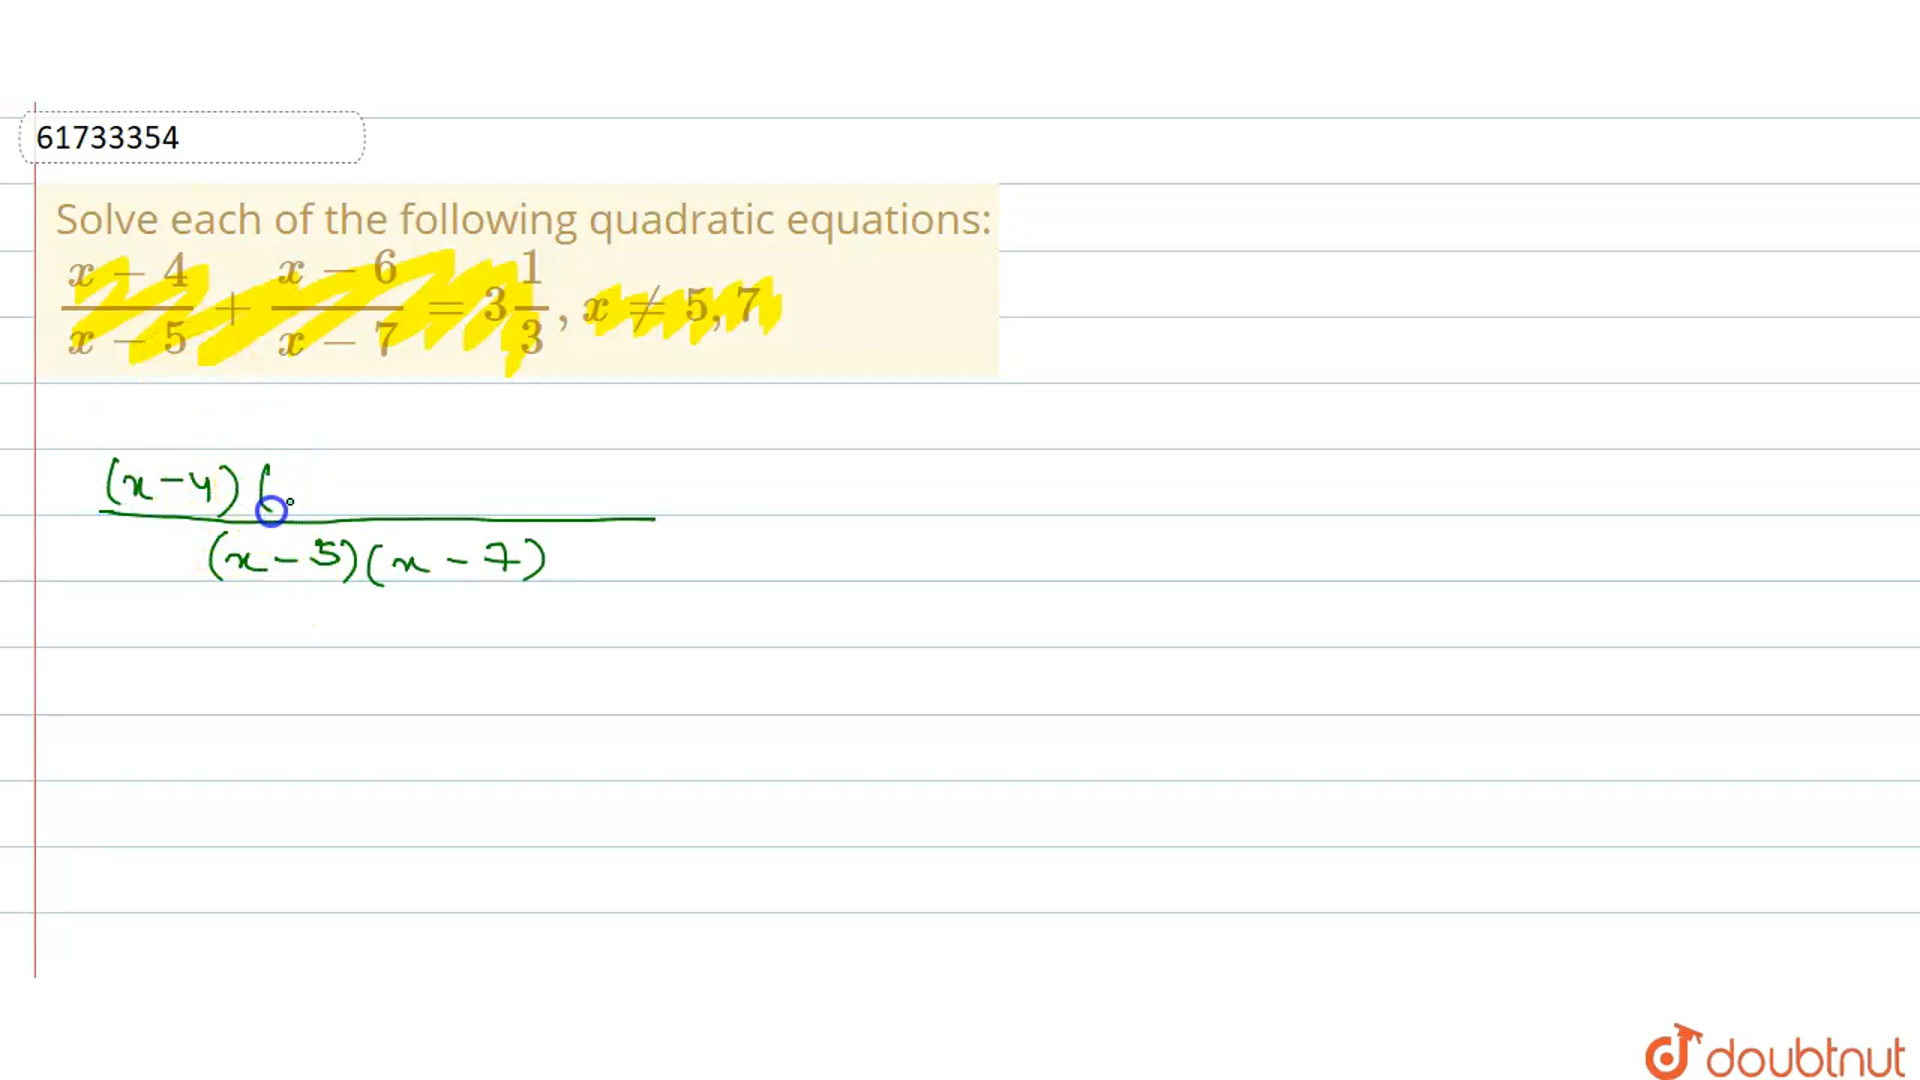 61733354
Solve each of the following quadratic equations:
x − 4 / x − 5 + x − 6 / x − 7 = 3 1/3 , x ≠ 5, 7
(x − 4) (
(x − 5)(x − 7)
doubtnut